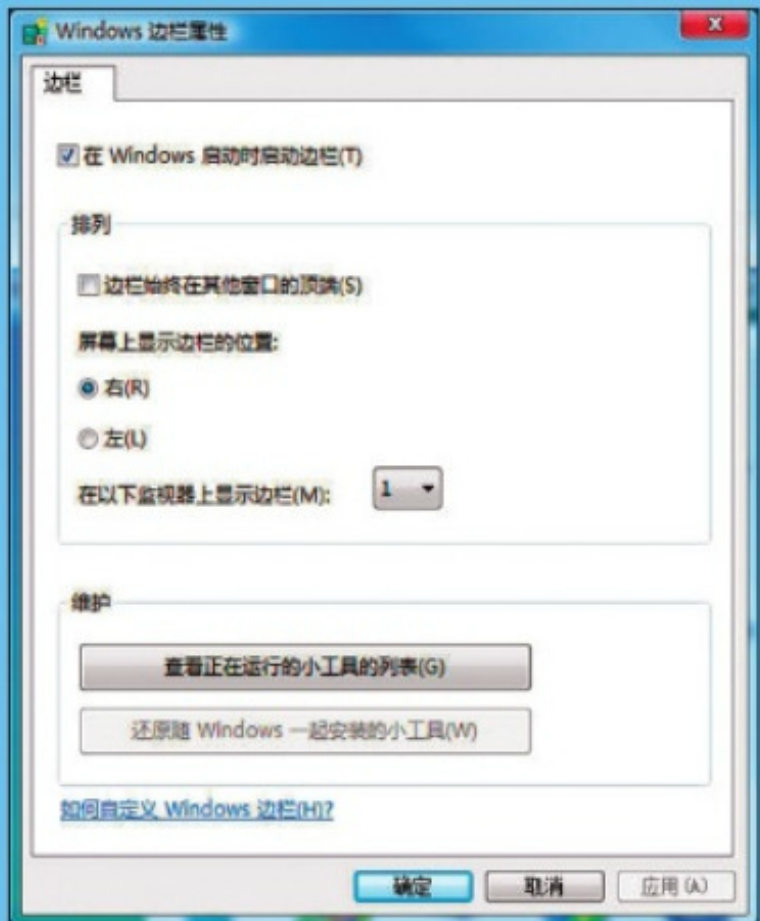 Windows 边栏属性
边栏
在 Windows 启动时启动边栏(T)
排列
边栏始终在其他窗口的顶端(S)
屏幕上显示边栏的位置:
右(R)
左(L)
在以下监视器上显示边栏(M): 1
维护
查看正在运行的小工具的列表(G)
还原随 Windows 一起安装的小工具(W)
如何自定义 Windows 边栏(H)?
确定 取消 应用(A)